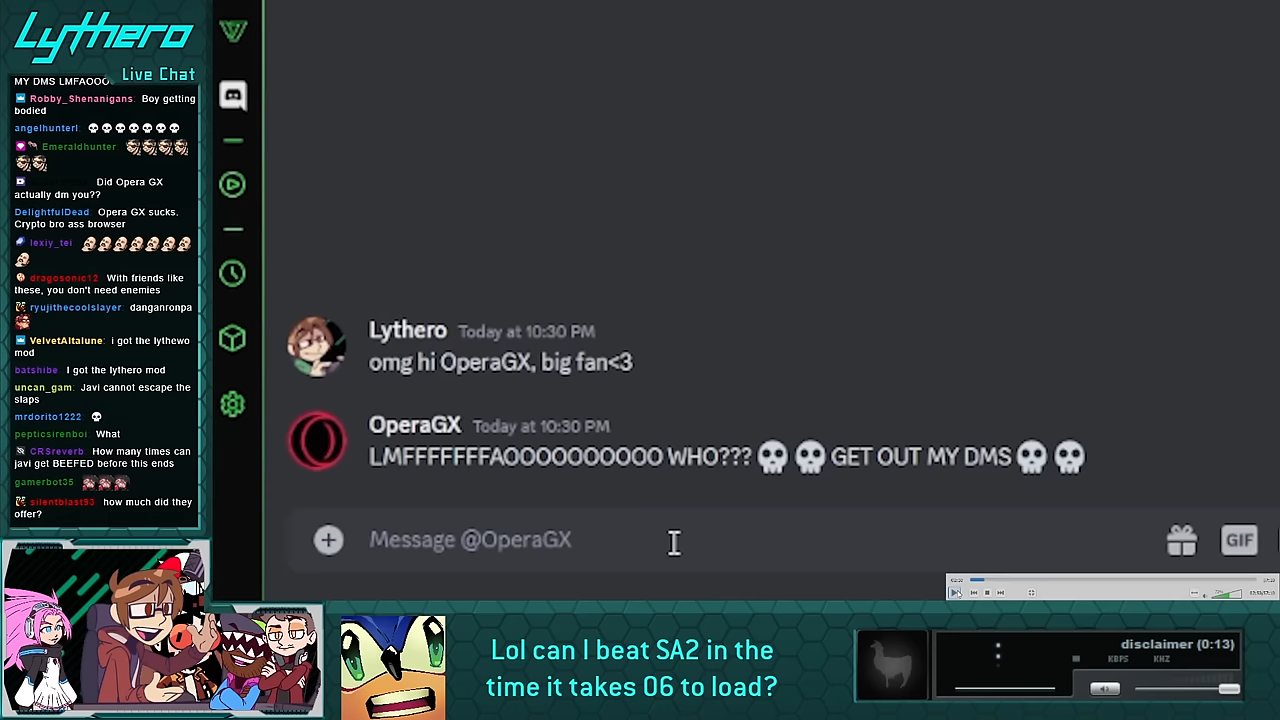 Lythero
Live Chat
MY DMS LMFAOOO
Robby_Shenanigans: Boy getting
bodied
angelhunterl: 💀💀💀💀💀💀💀
Emeraldhunter
Did Opera GX
actually dm you??
DelightfulDead: Opera GX sucks.
Crypto bro ass browser
lexiy_tei
dragosonic12 With friends like
these, you don't need enemies
ryujithecoolslayer: danganronpa
VelvetAltalune: i got the lythewo
mod
batshibe: I got the lythero mod
uncan_gam: Javi cannot escape the
slaps
mrdorito1222 💀
pepticsirenboi: What
CRSreverb: How many times can
javi get BEEFED before this ends
gamerbot35
silentblast93: how much did they
offer?
Lythero Today at 10:30 PM
omg hi OperaGX, big fan<3
OperaGX Today at 10:30 PM
LMFFFFFFFAOOOOOOOOOO WHO??? 💀 💀 GET OUT MY DMS 💀 💀
Message @OperaGX
GIF
Lol can I beat SA2 in the
time it takes 06 to load?
disclaimer (0:13)
KBPS KHZ